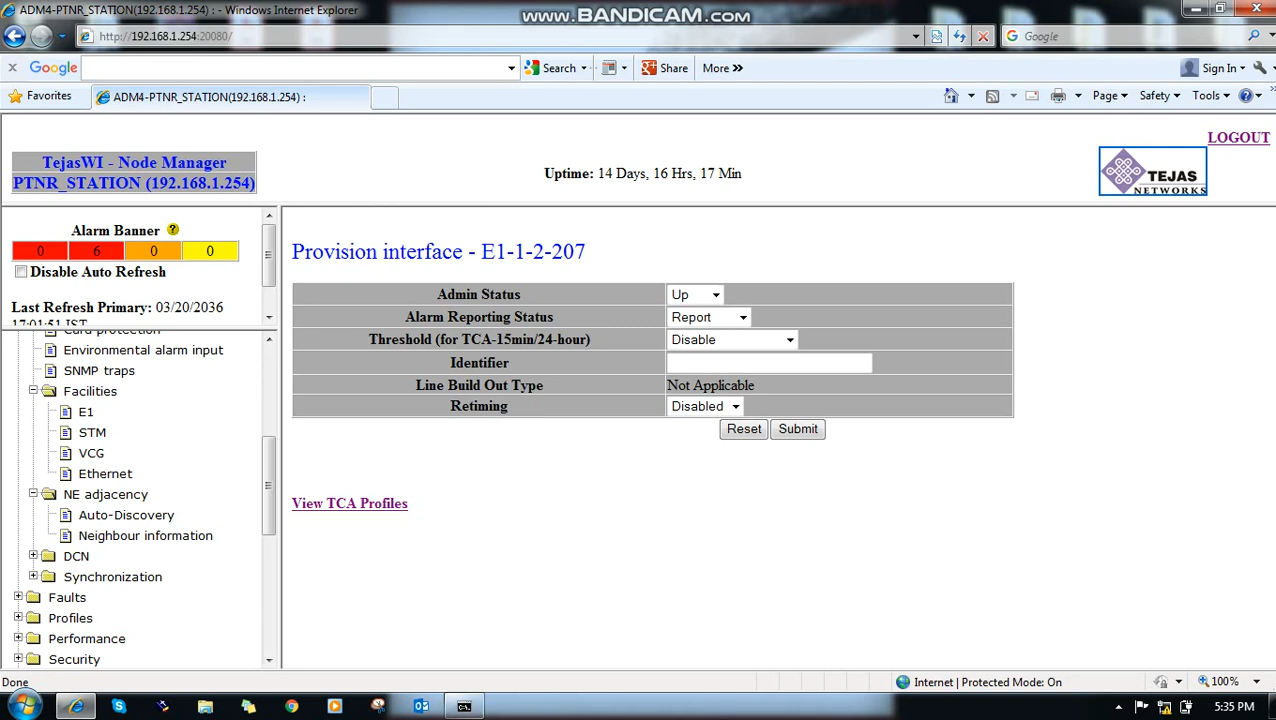 ADM4-PTNR_STATION(192.168.1.254) : - Windows Internet Explorer
www.BANDICAM.com
http://192.168.1.254:20080/
Google
Google
Search
Share
More »
Sign In
Favorites
ADM4-PTNR_STATION(192.168.1.254) :
Page
Safety
Tools
LOGOUT
TejasWI - Node Manager
PTNR_STATION (192.168.1.254)
Uptime: 14 Days, 16 Hrs, 17 Min
TEJAS
NETWORKS
Alarm Banner ?
0 6 0 0
Disable Auto Refresh
Last Refresh Primary: 03/20/2036
17:01:51 IST
Card protection
Environmental alarm input
SNMP traps
Facilities
E1
STM
VCG
Ethernet
NE adjacency
Auto-Discovery
Neighbour information
DCN
Synchronization
Faults
Profiles
Performance
Security
Provision interface - E1-1-2-207
Admin Status Up
Alarm Reporting Status Report
Threshold (for TCA-15min/24-hour) Disable
Identifier
Line Build Out Type Not Applicable
Retiming Disabled
Reset Submit
View TCA Profiles
Done
Internet | Protected Mode: On
100%
5:35 PM